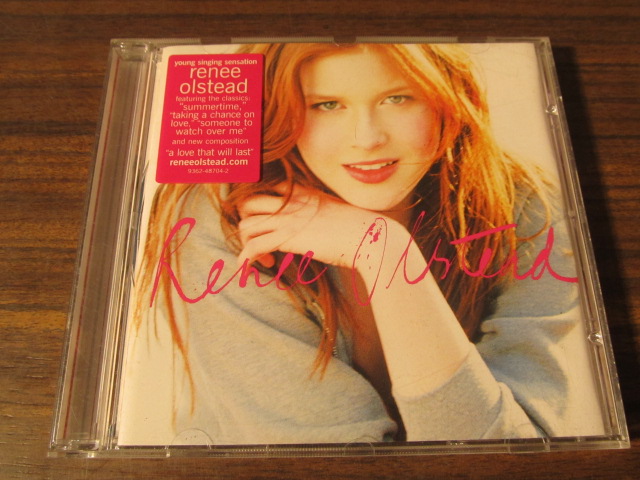 young singing sensation
renee
olstead
featuring the classics:
"summertime,"
"taking a chance on
love," "someone to
watch over me"
and new composition
"a love that will last"
reneeolstead.com
9362-48704-2
Renee Olstead